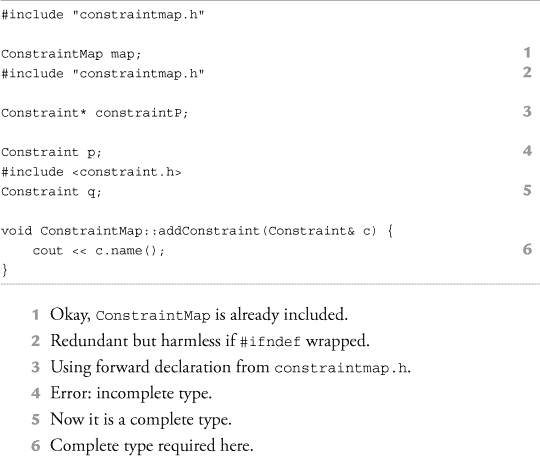 #include "constraintmap.h"
ConstraintMap map; 1
#include "constraintmap.h" 2
Constraint* constraintP; 3
Constraint p; 4
#include <constraint.h>
Constraint q; 5
void ConstraintMap::addConstraint(Constraint& c) {
cout << c.name(); 6
}
1 Okay, ConstraintMap is already included.
2 Redundant but harmless if #ifndef wrapped.
3 Using forward declaration from constraintmap.h.
4 Error: incomplete type.
5 Now it is a complete type.
6 Complete type required here.